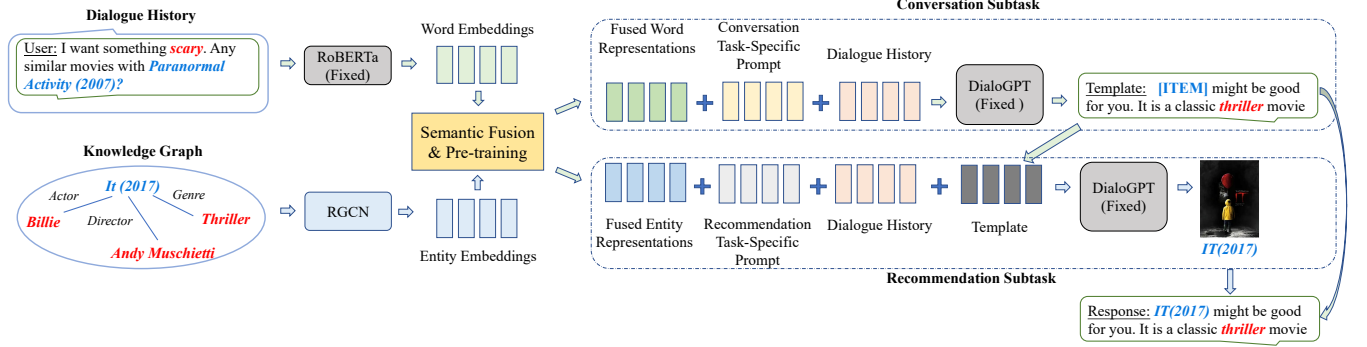 Dialogue History
User: I want something scary. Any
similar movies with Paranormal
Activity (2007)?
RoBERTa
(Fixed)
Word Embeddings
Knowledge Graph
It (2017)
Actor
Genre
Billie
Director
Thriller
Andy Muschietti
RGCN
Entity Embeddings
Semantic Fusion
& Pre-training
Conversation Subtask
Fused Word
Representations
Conversation
Task-Specific
Prompt
Dialogue History
DialoGPT
(Fixed )
Template: [ITEM] might be good
for you. It is a classic thriller movie
Fused Entity
Representations
Recommendation
Task-Specific
Prompt
Dialogue History
Template
DialoGPT
(Fixed)
IT(2017)
Recommendation Subtask
Response: IT(2017) might be good
for you. It is a classic thriller movie